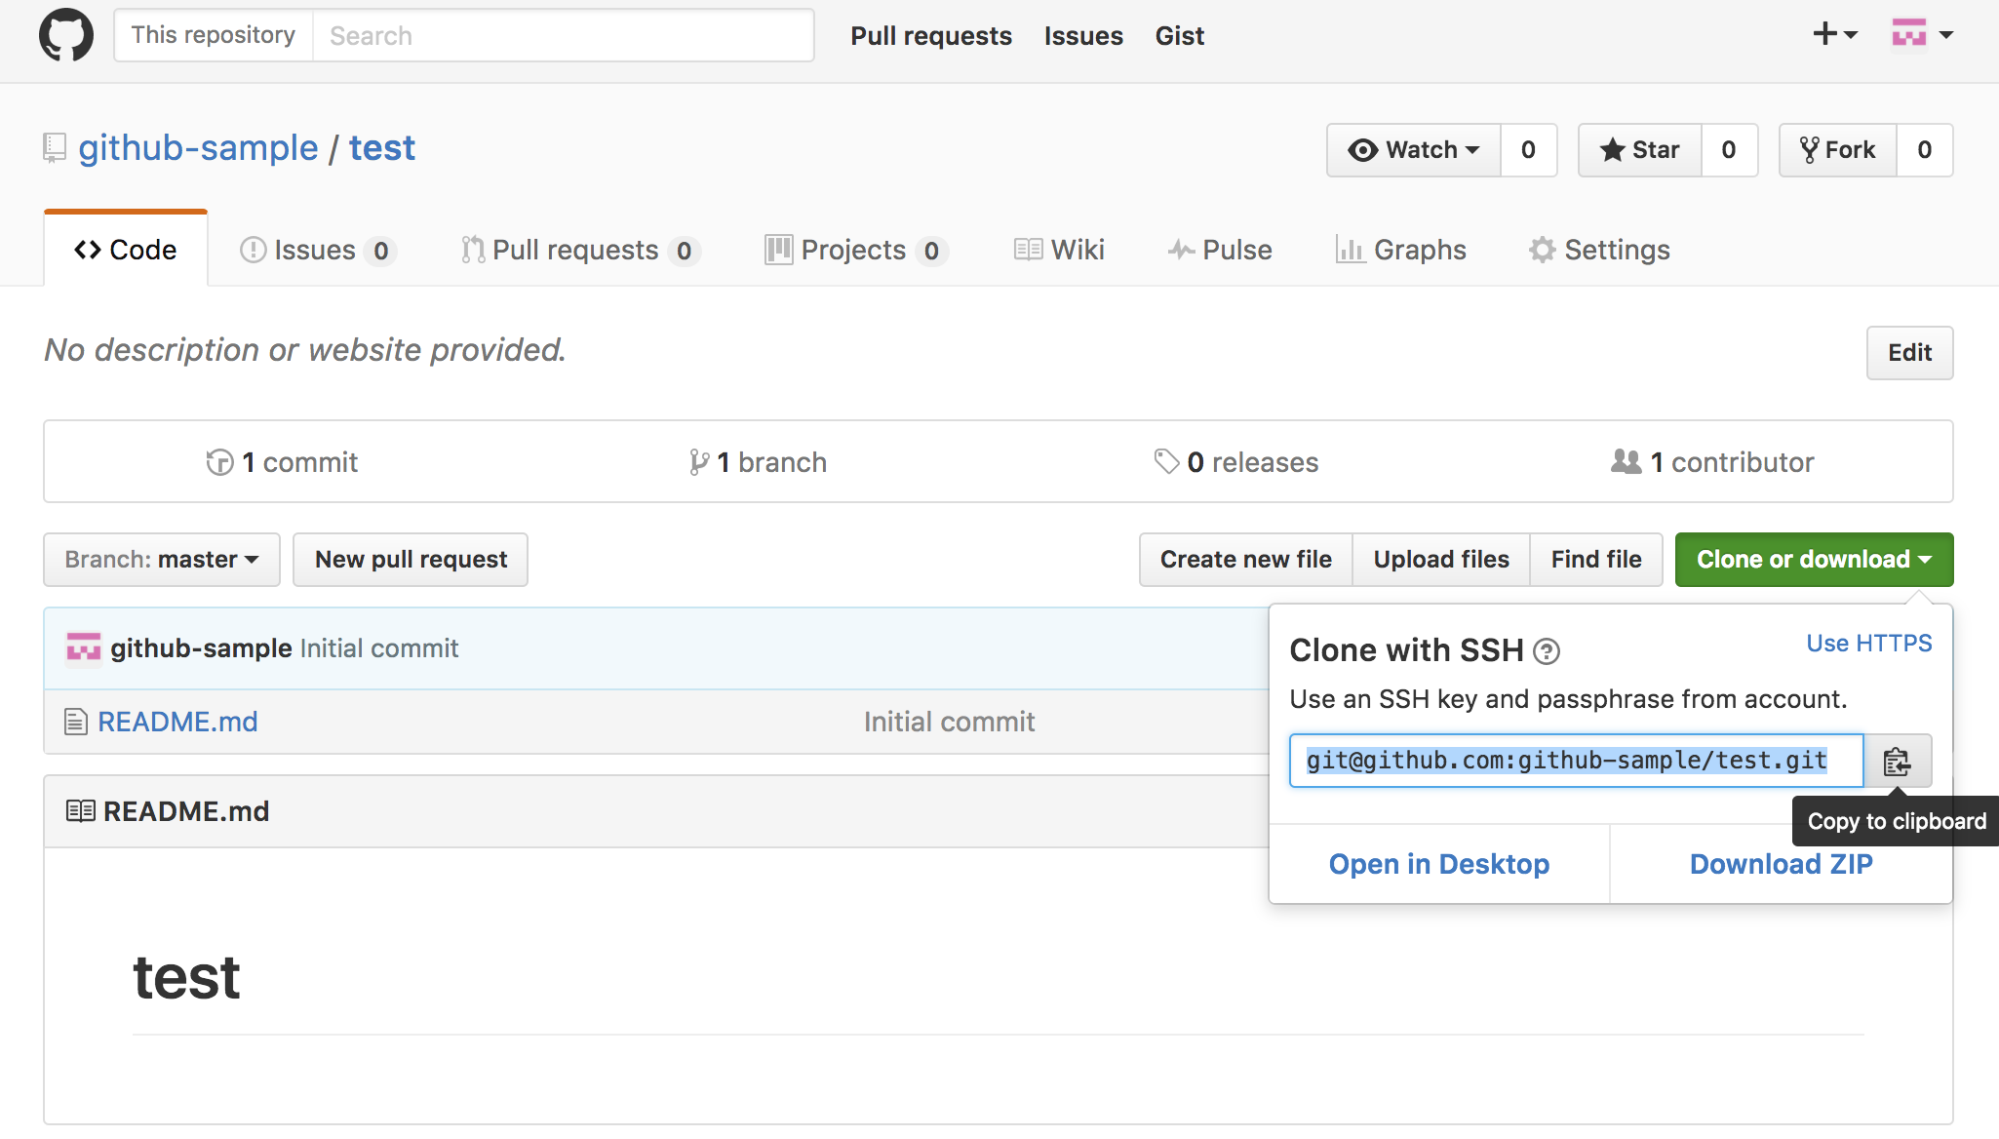 This repository Search Pull requests Issues Gist
github-sample / test Watch 0 Star 0 Fork 0
Code Issues 0 Pull requests 0 Projects 0 Wiki Pulse Graphs Settings
No description or website provided. Edit
1 commit 1 branch 0 releases 1 contributor
Branch: master New pull request Create new file Upload files Find file Clone or download
github-sample Initial commit
README.md Initial commit
Clone with SSH ? Use HTTPS
Use an SSH key and passphrase from account.
git@github.com:github-sample/test.git
Copy to clipboard
Open in Desktop Download ZIP
README.md
test